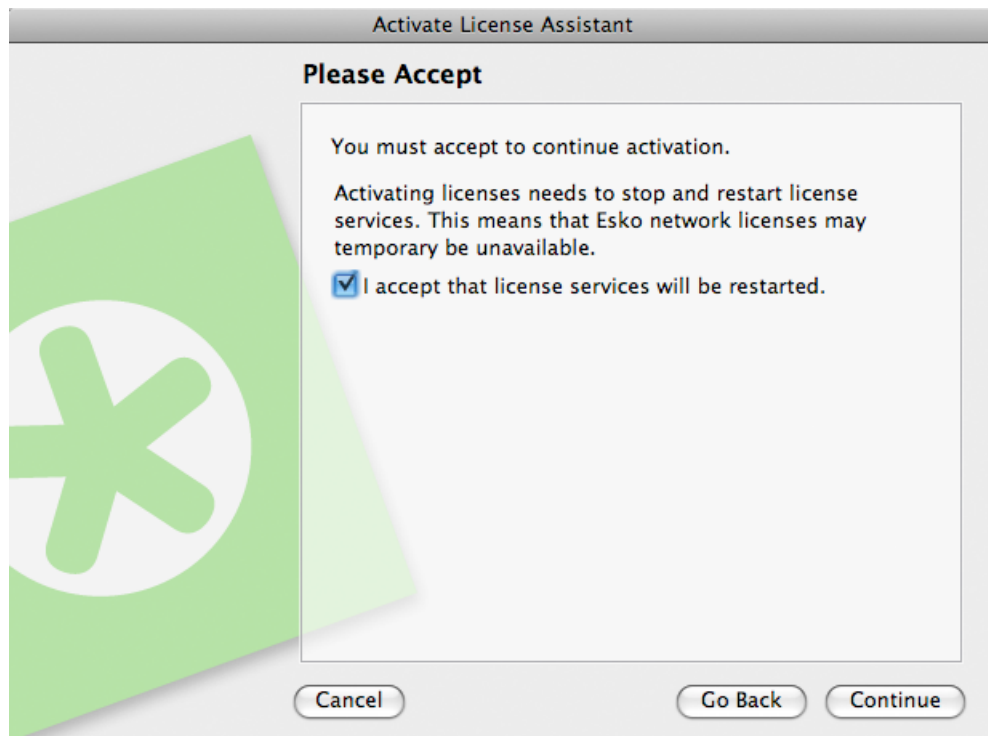 Activate License Assistant
Please Accept
You must accept to continue activation.
Activating licenses needs to stop and restart license
services. This means that Esko network licenses may
temporary be unavailable.
I accept that license services will be restarted.
Cancel
Go Back
Continue